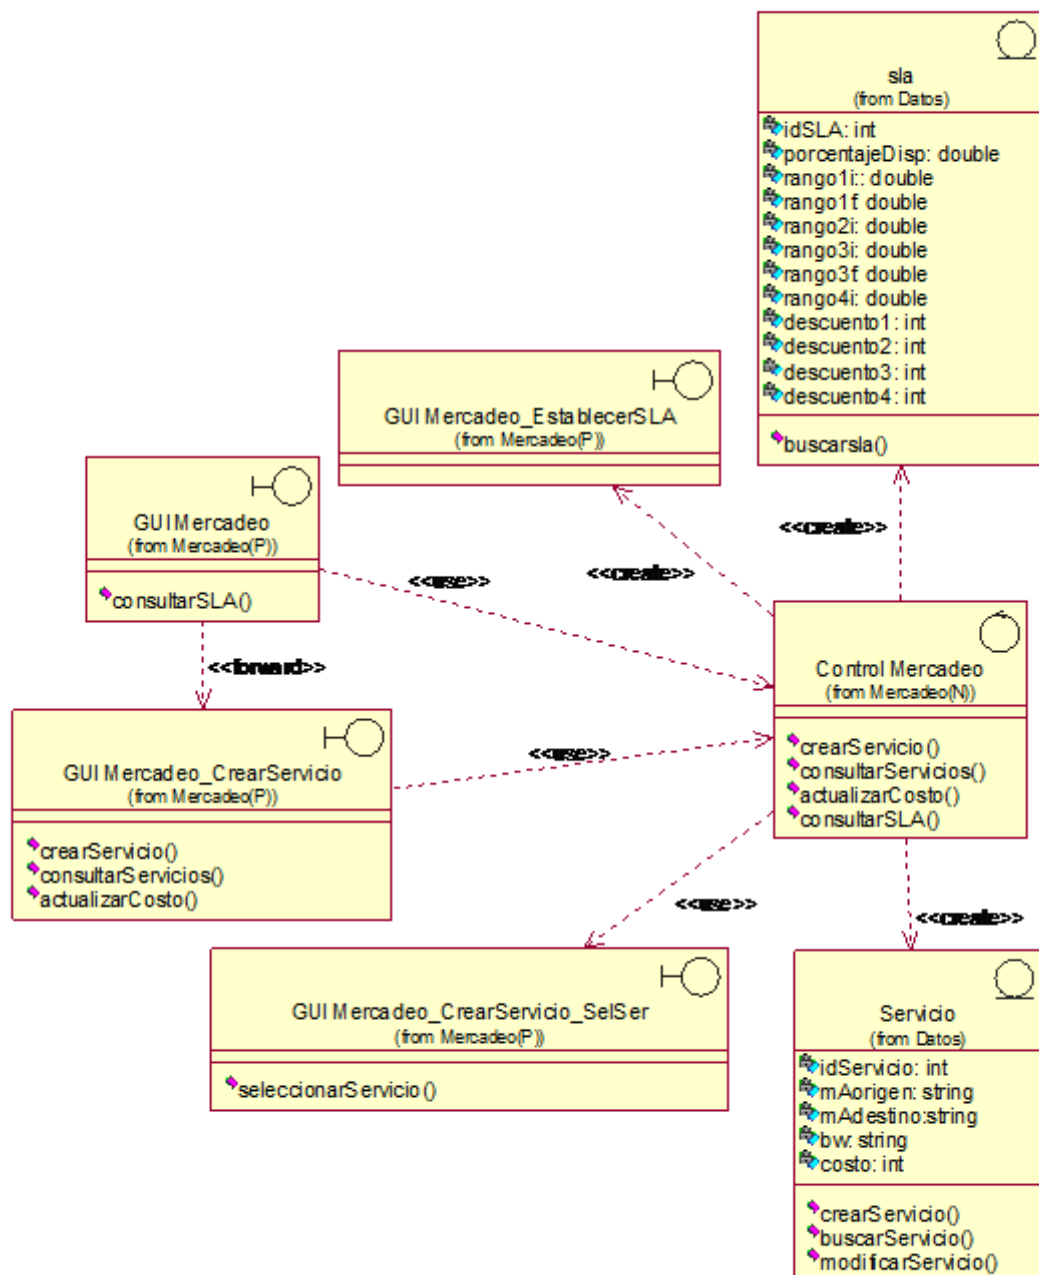 sla
(from Datos)
idSLA: int
porcentajeDisp: double
rango1i:: double
rango1f: double
rango2i: double
rango3i: double
rango3f: double
rango4i: double
descuento1: int
descuento2: int
descuento3: int
descuento4: int
buscarsla()
GUI Mercadeo_EstablecerSLA
(from Mercadeo(P))
GUI Mercadeo
(from Mercadeo(P))
consultarSLA()
<<use>>
<<create>>
<<create>>
<<forward>>
Control Mercadeo
(from Mercadeo(N))
crearServicio()
consultarServicios()
actualizarCosto()
consultarSLA()
GUI Mercadeo_CrearServicio
(from Mercadeo(P))
crearServicio()
consultarServicios()
actualizarCosto()
<<use>>
<<use>>
<<create>>
GUI Mercadeo_CrearServicio_SelSer
(from Mercadeo(P))
seleccionarServicio()
Servicio
(from Datos)
idServicio: int
mAorigen: string
mAdestino:string
bw: string
costo: int
crearServicio()
buscarServicio()
modificarServicio()